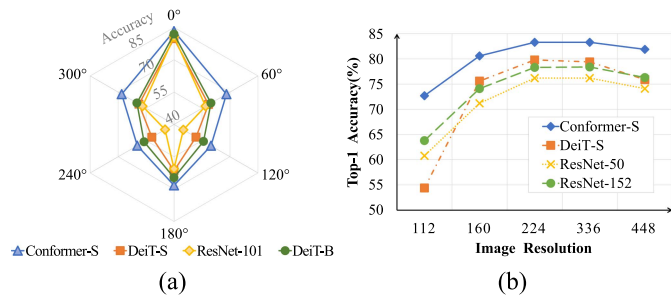 0°
Accuracy
85
70
55
40
300°
60°
240°
120°
180°
Conformer-S
DeiT-S
ResNet-101
DeiT-B
(a)
Top-1 Accuracy(%)
85
80
75
70
65
60
55
50
Conformer-S
DeiT-S
ResNet-50
ResNet-152
112 160 224 336 448
Image Resolution
(b)